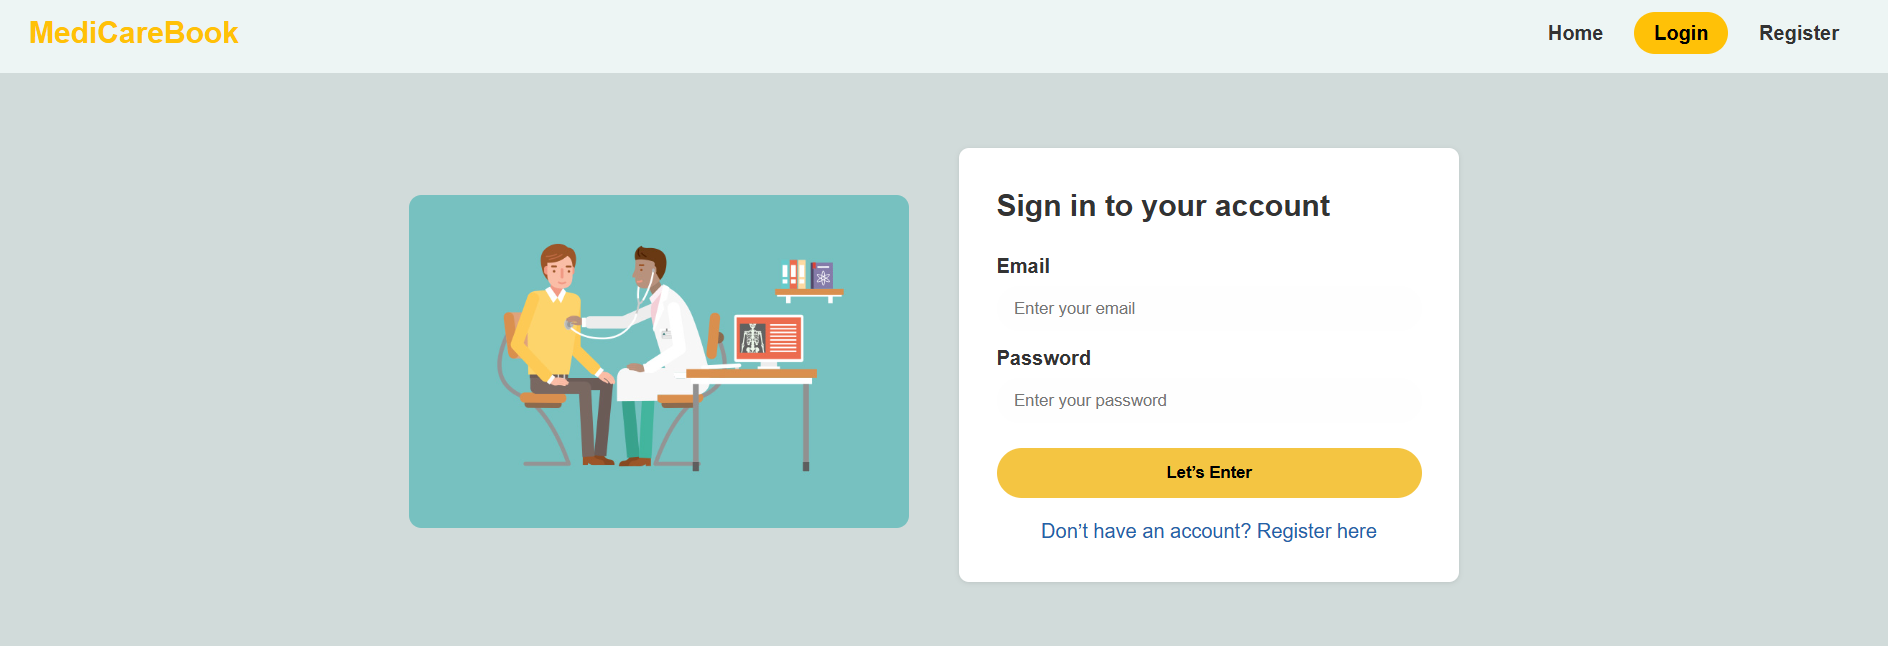 MediCareBook
Home
Login
Register
Sign in to your account
Email
Enter your email
Password
Enter your password
Let’s Enter
Don’t have an account? Register here